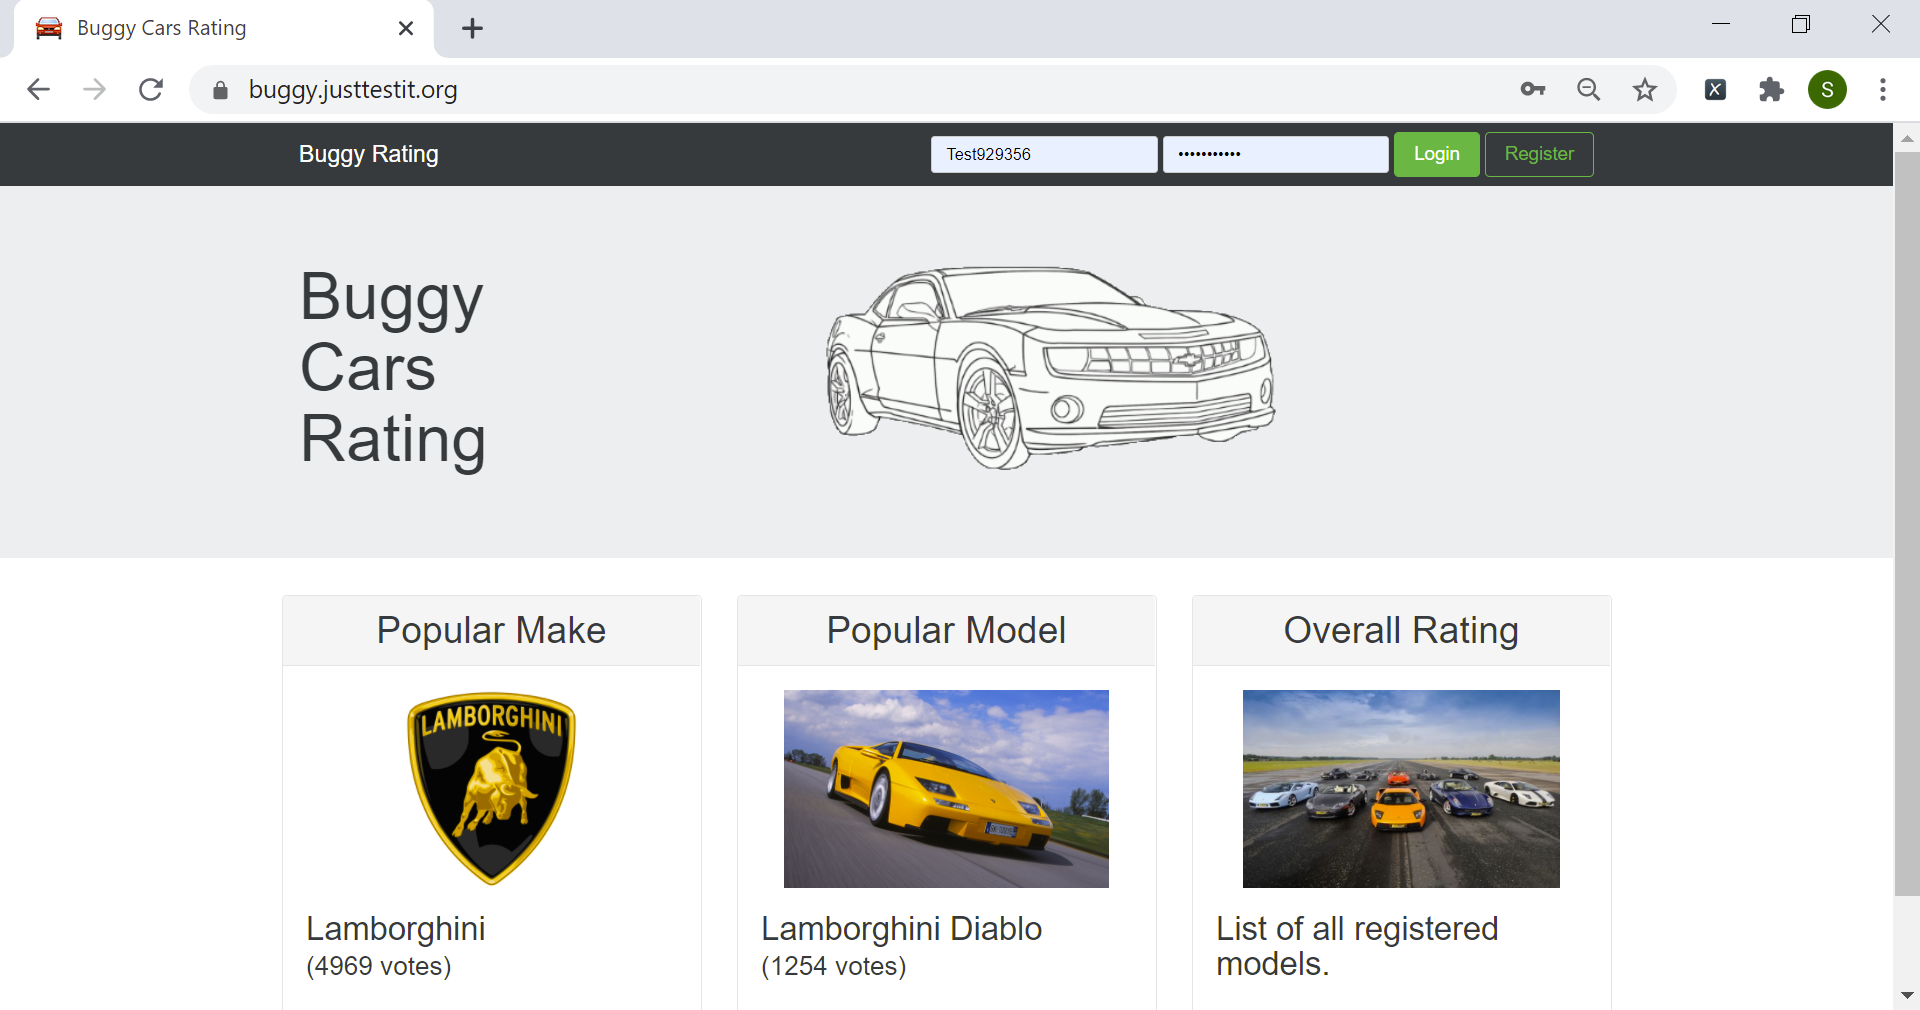 Buggy Cars Rating
buggy.justtestit.org
S
Buggy Rating
Test929356
•••••••••••
Login
Register
Buggy
Cars
Rating
Popular Make
Popular Model
Overall Rating
LAMBORGHINI
Lamborghini
(4969 votes)
Lamborghini Diablo
(1254 votes)
List of all registered
models.